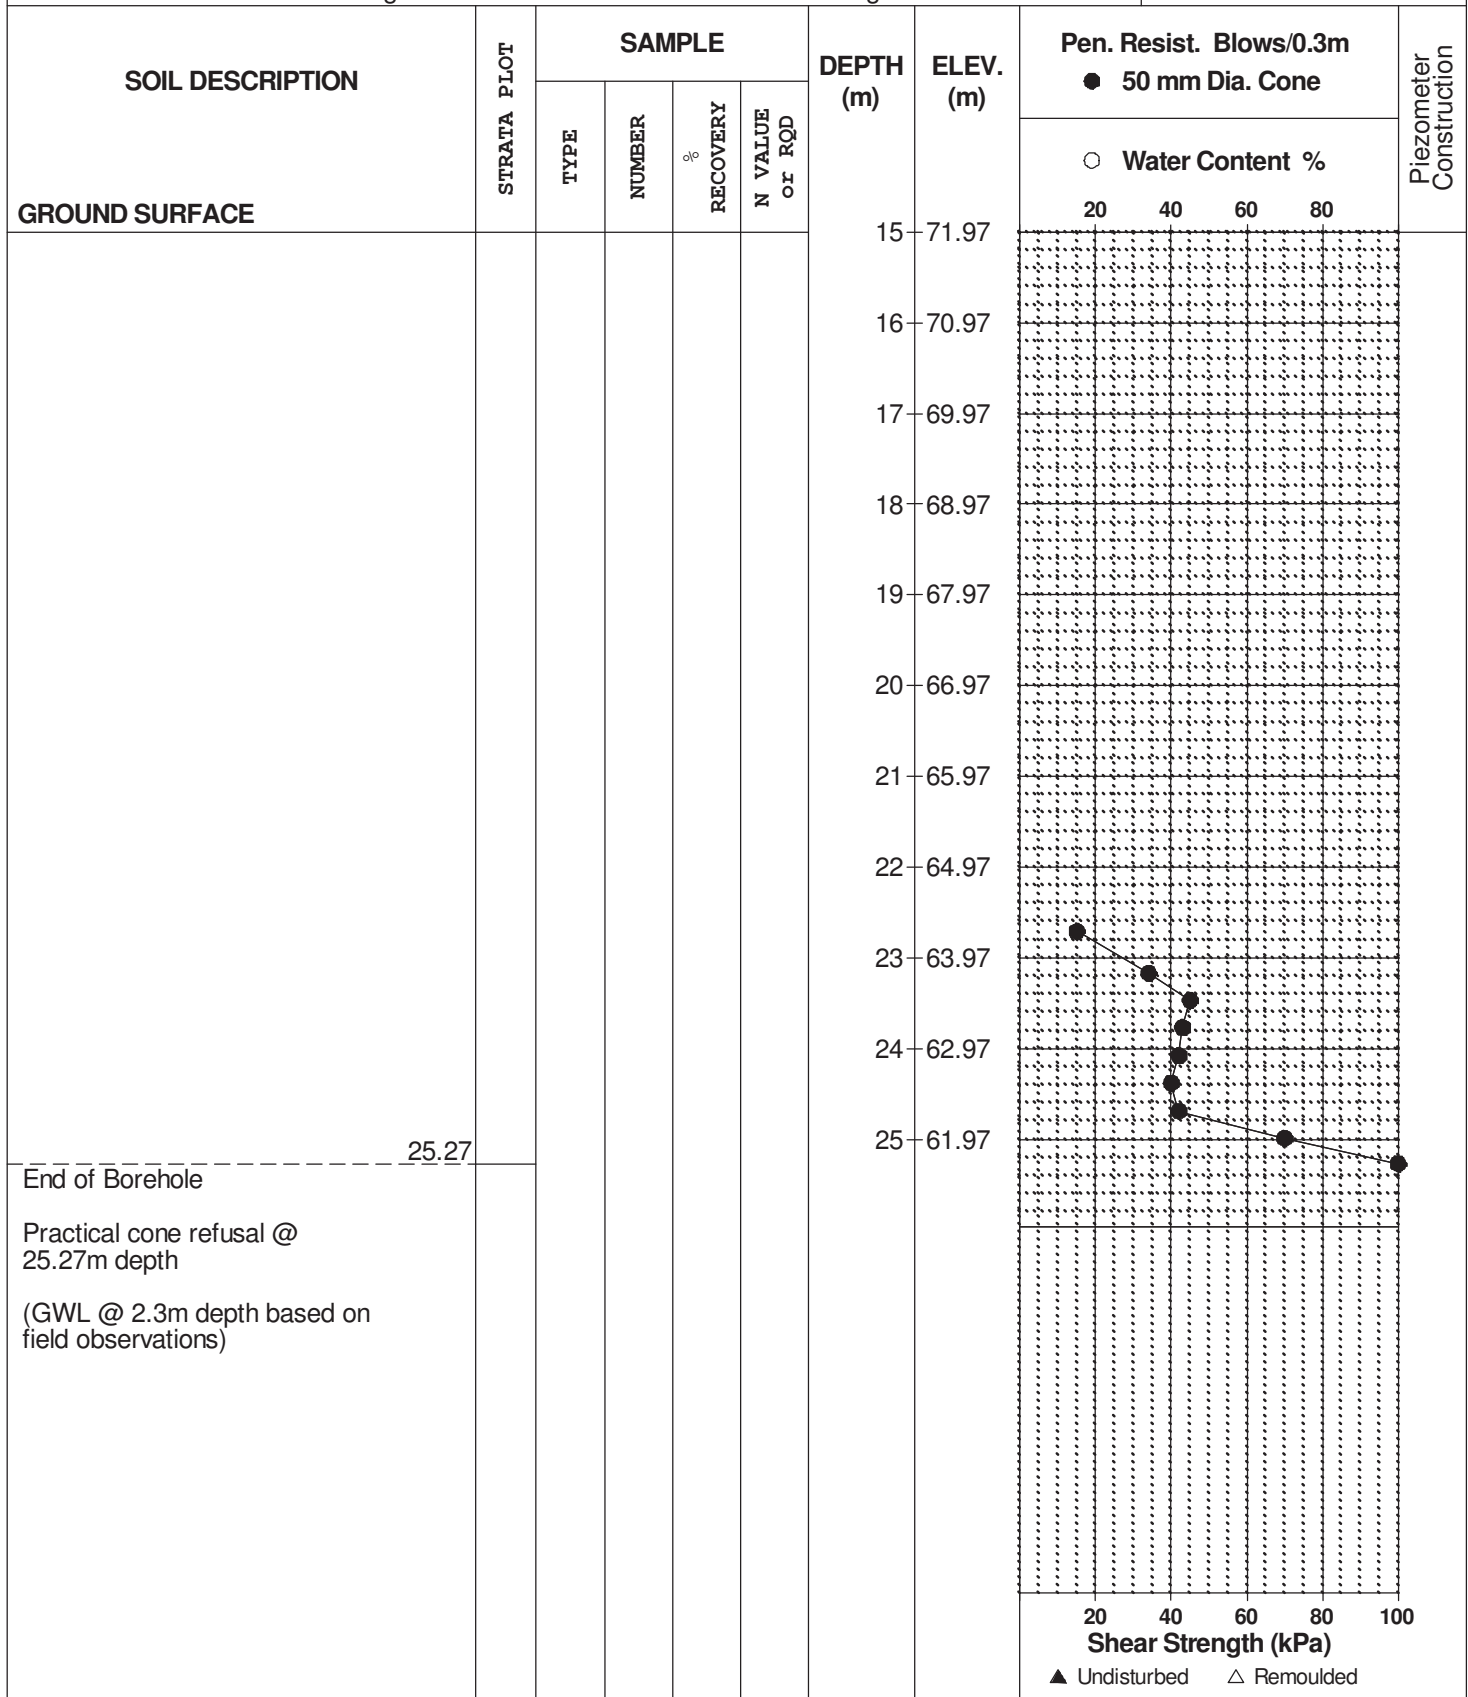 SOIL DESCRIPTION
GROUND SURFACE
STRATA PLOT
SAMPLE
TYPE
NUMBER
%
RECOVERY
N VALUE
or RQD
DEPTH
(m)
ELEV.
(m)
Pen. Resist. Blows/0.3m
● 50 mm Dia. Cone
○ Water Content %
20 40 60 80
Piezometer
Construction
15 71.97
16 70.97
17 69.97
18 68.97
19 67.97
20 66.97
21 65.97
22 64.97
23 63.97
24 62.97
25 61.97
25.27
End of Borehole
Practical cone refusal @
25.27m depth
(GWL @ 2.3m depth based on
field observations)
20 40 60 80 100
Shear Strength (kPa)
▲ Undisturbed △ Remoulded